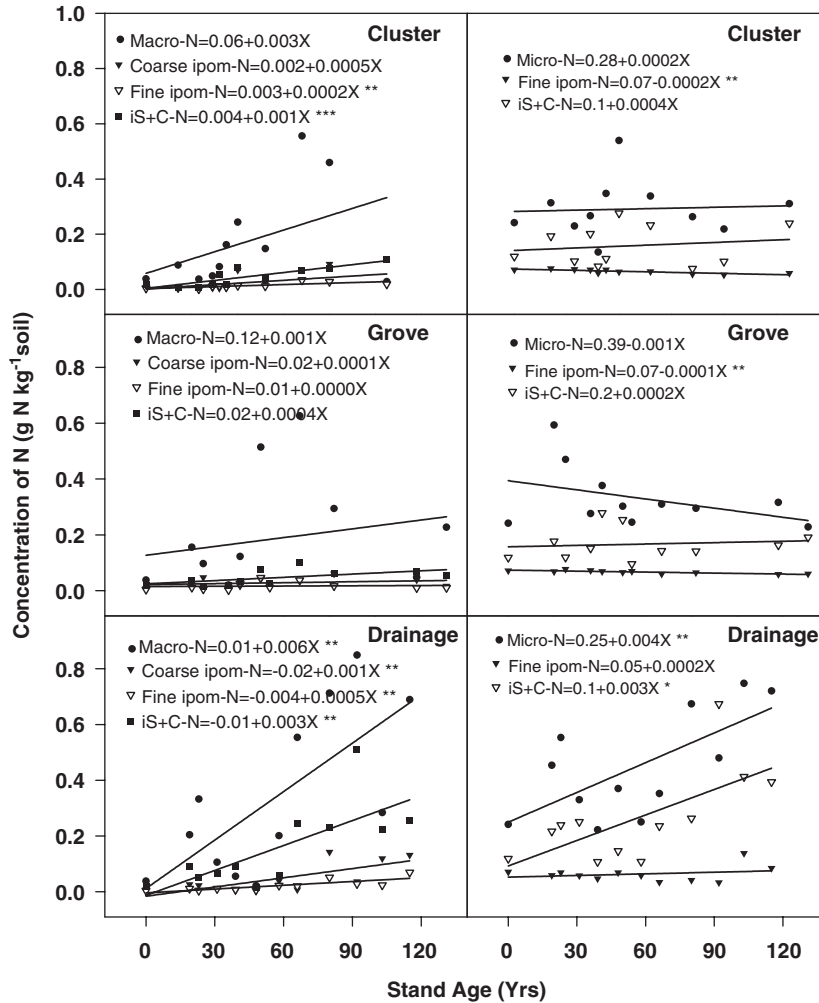 Concentration of N (g N kg⁻¹soil)
1.0
0.8
0.6
0.4
0.2
0.0
Cluster
Macro-N=0.06+0.003X
Coarse ipom-N=0.002+0.0005X
Fine ipom-N=0.003+0.0002X **
iS+C-N=0.004+0.001X ***
Cluster
Micro-N=0.28+0.0002X
Fine ipom-N=0.07-0.0002X **
iS+C-N=0.1+0.0004X
0.8
0.6
0.4
0.2
0.0
Grove
Macro-N=0.12+0.001X
Coarse ipom-N=0.02+0.0001X
Fine ipom-N=0.01+0.0000X
iS+C-N=0.02+0.0004X
Grove
Micro-N=0.39-0.001X
Fine ipom-N=0.07-0.0001X **
iS+C-N=0.2+0.0002X
0.8
0.6
0.4
0.2
0.0
Drainage
Macro-N=0.01+0.006X **
Coarse ipom-N=-0.02+0.001X **
Fine ipom-N=-0.004+0.0005X **
iS+C-N=-0.01+0.003X **
Drainage
Micro-N=0.25+0.004X **
Fine ipom-N=0.05+0.0002X
iS+C-N=0.1+0.003X *
0 30 60 90 120
0 30 60 90 120
Stand Age (Yrs)